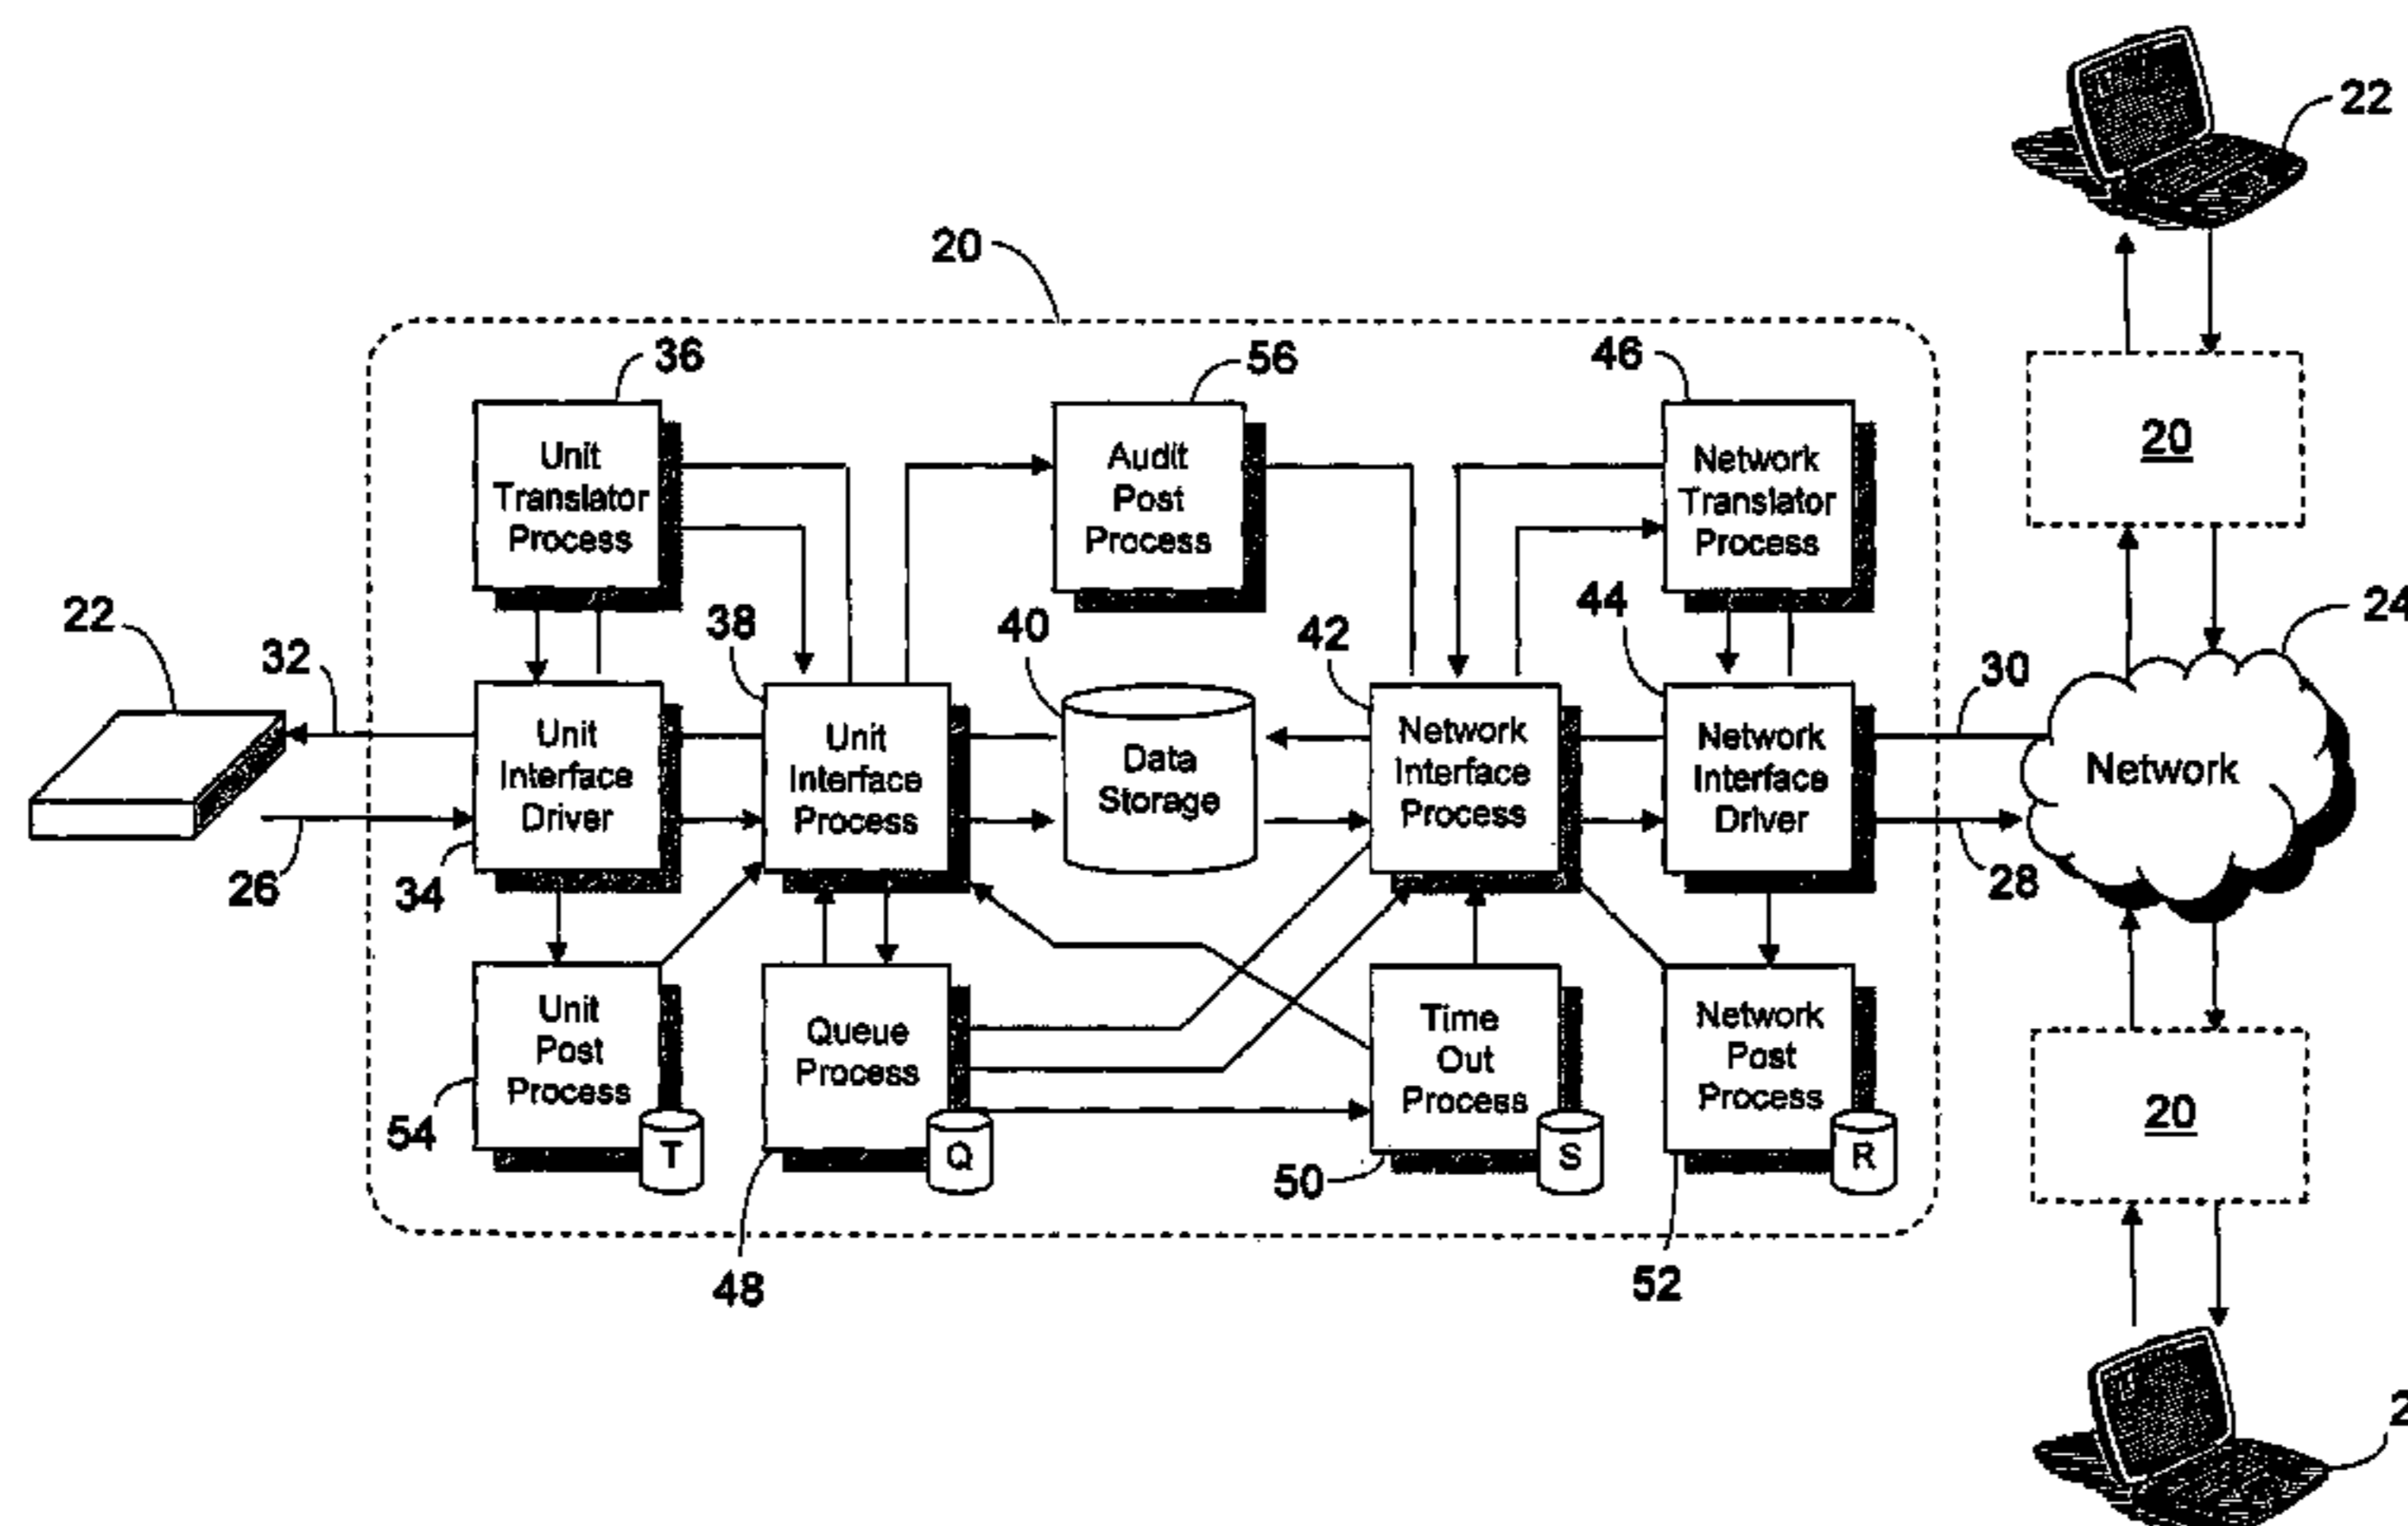 22
20
36
56
46
Unit
Translator
Process
Audit
Post
Process
Network
Translator
Process
20
22
32
38
40
42
44
24
30
Unit
Interface
Driver
Unit
Interface
Process
Data
Storage
Network
Interface
Process
Network
Interface
Driver
Network
26
34
28
Unit
Post
Process
Queue
Process
Time
Out
Process
Network
Post
Process
54
T
Q
50
S
R
20
48
52
2